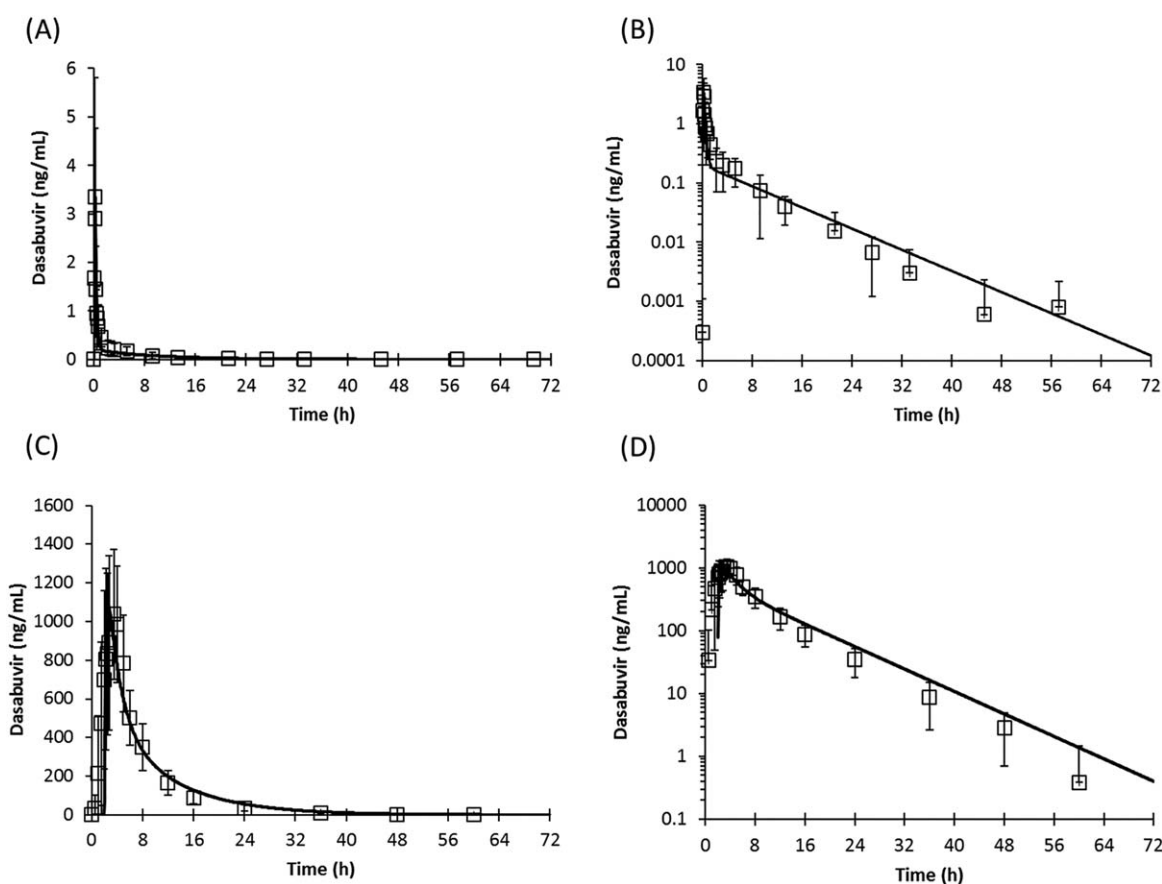 (A)
Dasabuvir (ng/mL)
6
5
4
3
2
1
0
0 8 16 24 32 40 48 56 64 72
Time (h)
(B)
Dasabuvir (ng/mL)
10
1
0.1
0.01
0.001
0.0001
0 8 16 24 32 40 48 56 64 72
Time (h)
(C)
Dasabuvir (ng/mL)
1600
1400
1200
1000
800
600
400
200
0
0 8 16 24 32 40 48 56 64 72
Time (h)
(D)
Dasabuvir (ng/mL)
10000
1000
100
10
1
0.1
0 8 16 24 32 40 48 56 64 72
Time (h)